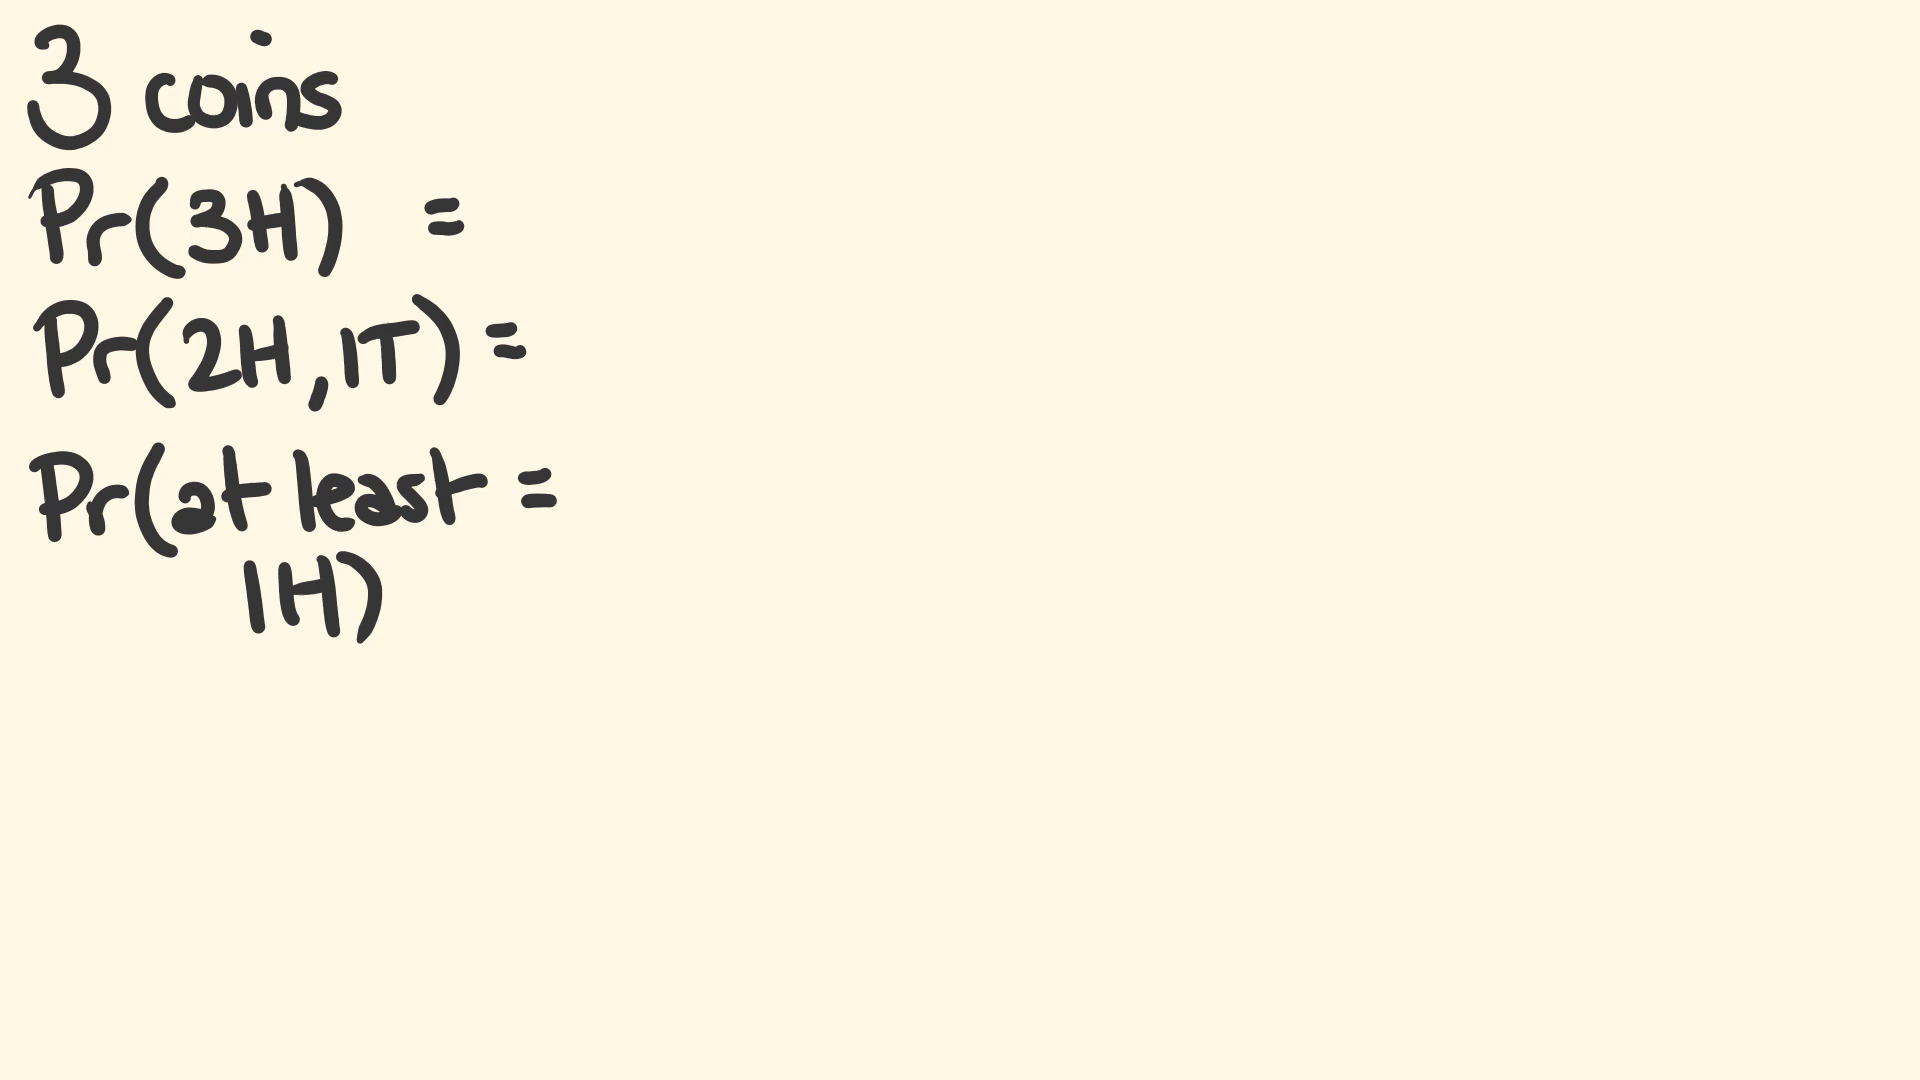 3 coins
Pr(3H) =
Pr(2H, 1T) =
Pr(at least =
1H)